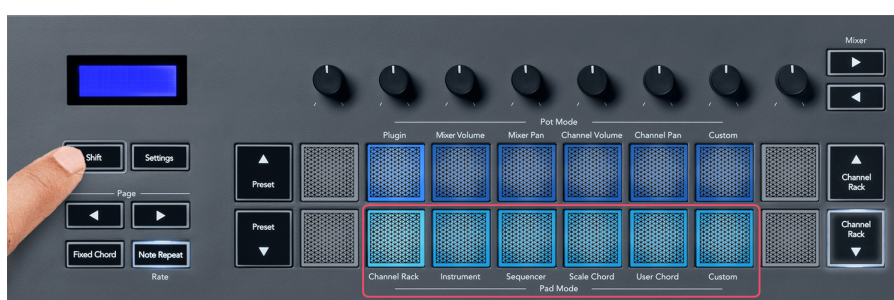 Mixer
Pot Mode
Plugin
Mixer Volume
Mixer Pan
Channel Volume
Channel Pan
Custom
Shift
Settings
Preset
Channel
Rack
Page
Preset
Channel
Rack
Fixed Chord
Note Repeat
Rate
Channel Rack
Instrument
Sequencer
Scale Chord
User Chord
Custom
Pad Mode